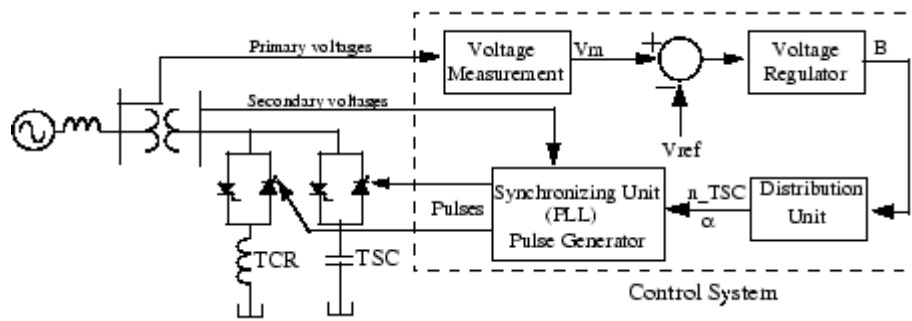 Primary voltages
Voltage
Measurement
Vm
+
−
Voltage
Regulator
B
Secondary voltages
Vref
Pulses
Synchronizing Unit
(PLL)
Pulse Generator
n_TSC
α
Distribution
Unit
TCR
TSC
Control System